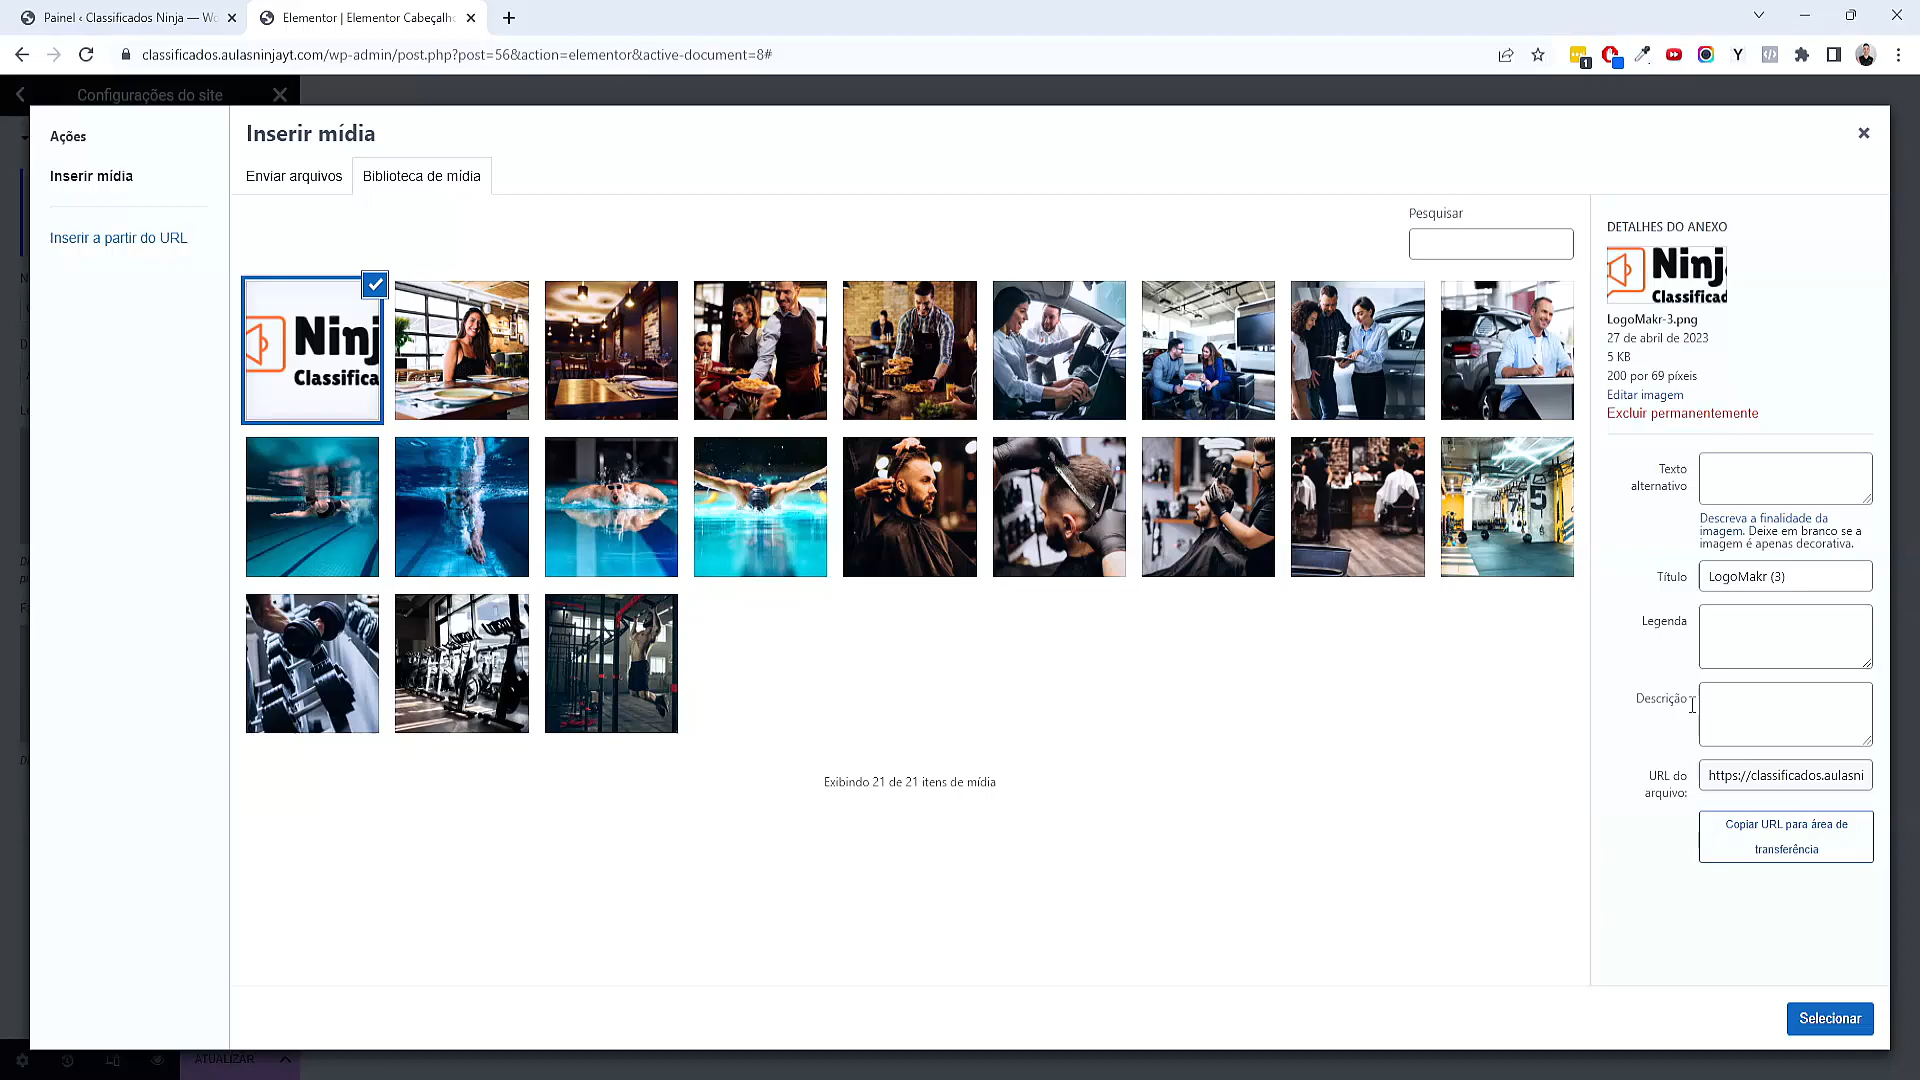 Painel ‹ Classificados Ninja — Wo
Elementor | Elementor Cabeçalho
classificados.aulasninjayt.com/wp-admin/post.php?post=56&action=elementor&active-document=8#
1
Y
Configurações do site
Ações
Inserir mídia
Inserir a partir do URL
Inserir mídia
Enviar arquivos
Biblioteca de mídia
Pesquisar
Ninj
Classifica
5
Exibindo 21 de 21 itens de mídia
DETALHES DO ANEXO
Ninj
Classificad
LogoMakr-3.png
27 de abril de 2023
5 KB
200 por 69 píxeis
Editar imagem
Excluir permanentemente
Texto
alternativo
Descreva a finalidade da
imagem. Deixe em branco se a
imagem é apenas decorativa.
Título
LogoMakr (3)
Legenda
Descrição
URL do
arquivo:
https://classificados.aulasni
Copiar URL para área de
transferência
Selecionar
ATUALIZAR